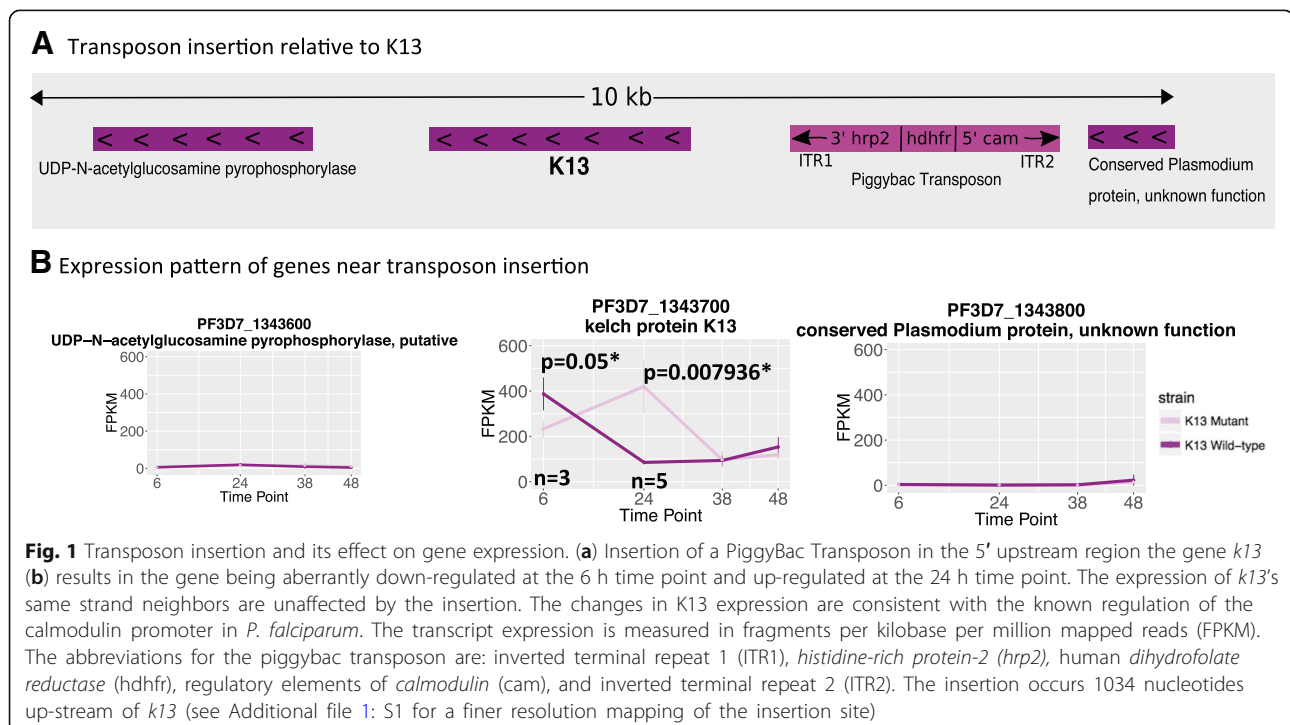 A Transposon insertion relative to K13
10 kb
< < < < < <
< < < < < < <
3' hrp2 hdhfr 5' cam
< < <
UDP-N-acetylglucosamine pyrophosphorylase
K13
ITR1
ITR2
Piggybac Transposon
Conserved Plasmodium
protein, unknown function
B Expression pattern of genes near transposon insertion
PF3D7_1343600
UDP–N–acetylglucosamine pyrophosphorylase, putative
600
400
200
0
FPKM
6 24 38 48
Time Point
PF3D7_1343700
kelch protein K13
600
400
200
0
FPKM
p=0.05*
p=0.007936*
n=3
n=5
6 24 38 48
Time Point
PF3D7_1343800
conserved Plasmodium protein, unknown function
600
400
200
0
FPKM
6 24 38 48
Time Point
strain
K13 Mutant
K13 Wild–type
Fig. 1 Transposon insertion and its effect on gene expression. (a) Insertion of a PiggyBac Transposon in the 5′ upstream region the gene k13
(b) results in the gene being aberrantly down-regulated at the 6 h time point and up-regulated at the 24 h time point. The expression of k13's
same strand neighbors are unaffected by the insertion. The changes in K13 expression are consistent with the known regulation of the
calmodulin promoter in P. falciparum. The transcript expression is measured in fragments per kilobase per million mapped reads (FPKM).
The abbreviations for the piggybac transposon are: inverted terminal repeat 1 (ITR1), histidine-rich protein-2 (hrp2), human dihydrofolate
reductase (hdhfr), regulatory elements of calmodulin (cam), and inverted terminal repeat 2 (ITR2). The insertion occurs 1034 nucleotides
up-stream of k13 (see Additional file 1: S1 for a finer resolution mapping of the insertion site)